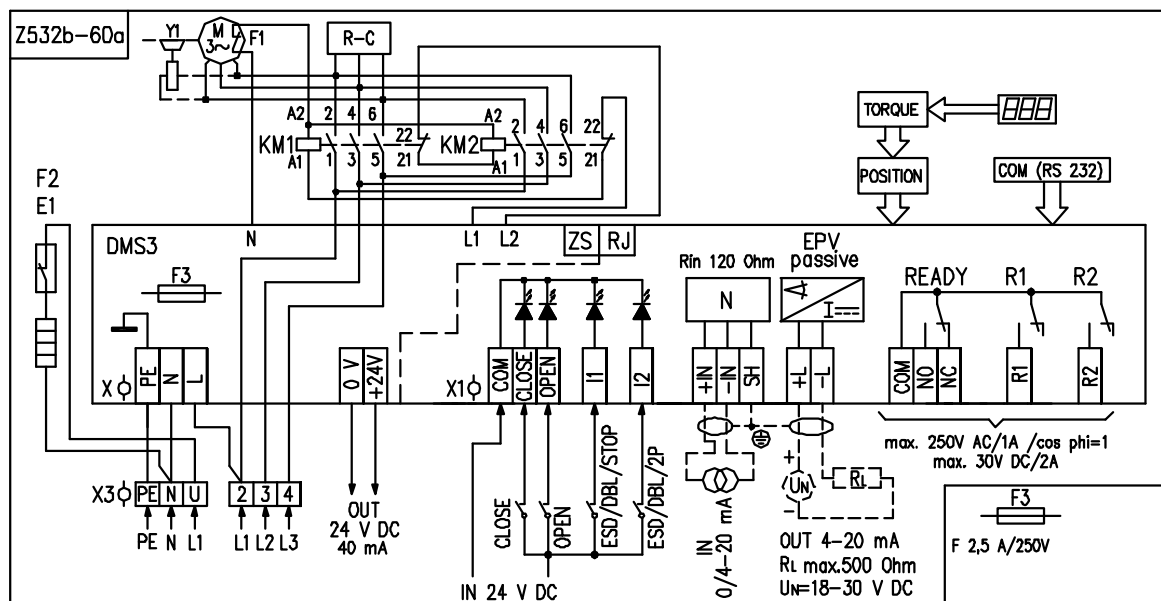 Z532b-60a
Y1
M
3~
F1
R-C
A2
2
4
6
KM1
A1
1
3
5
22
21
A2
2
4
6
22
KM2
A1
1
3
5
21
TORQUE
POSITION
COM (RS 232)
F2
E1
DMS3
N
L1
L2
ZS
RJ
F3
Rin 120 Ohm
N
EPV
passive
I
READY
R1
R2
X
PE
N
L
0 V
+24V
X1
COM
CLOSE
OPEN
I1
I2
+IN
-IN
SH
+L
-L
COM
NO
NC
R1
R2
max. 250V AC/1A /cos phi=1
max. 30V DC/2A
X3
PE
N
U
2
3
4
PE N L1
L1 L2 L3
OUT
24 V DC
40 mA
CLOSE
OPEN
ESD/DBL/STOP
ESD/DBL/2P
IN 24 V DC
IN
0/4-20 mA
+
UN
-
RL
OUT 4-20 mA
RL max.500 Ohm
UN=18-30 V DC
F3
F 2,5 A/250V